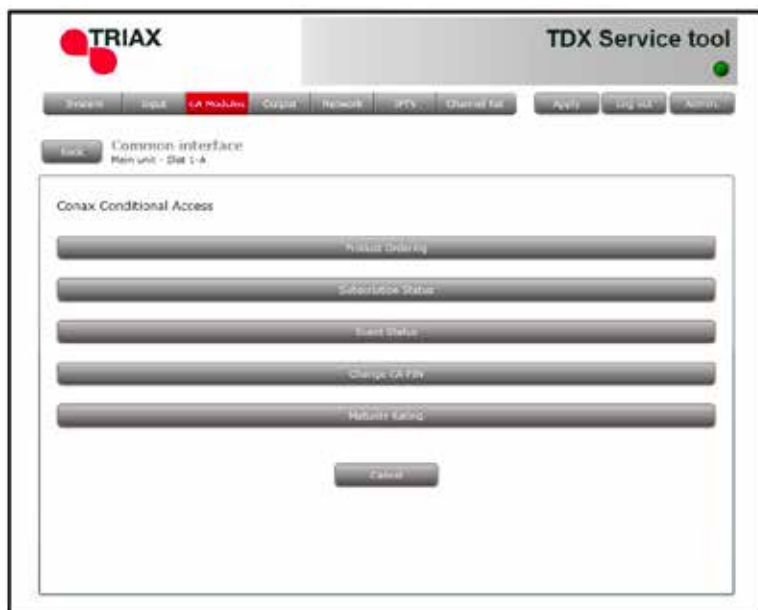 TRIAX
TDX Service tool
System Input CA Modules Output Network IPTV Channel list Apply Log out Admin.
Back Common interface
Main unit - Slot 1-A
Conax Conditional Access
Product Ordering
Subscription Status
Event Status
Change CA PIN
Maturity Rating
Cancel